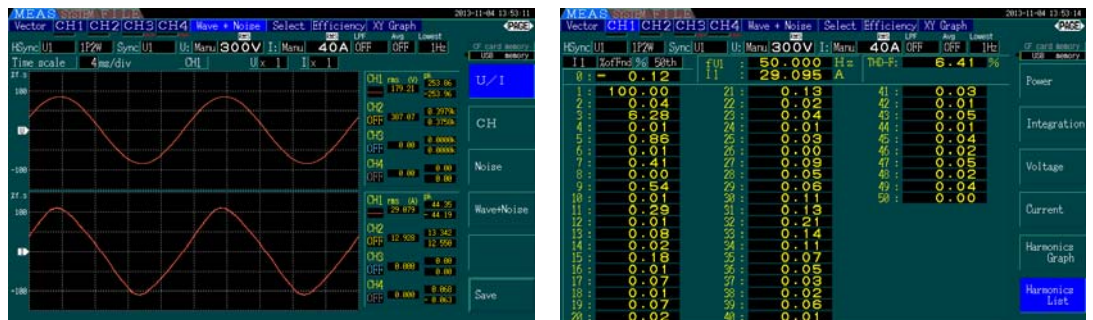 MEAS
2013-11-04 13:53:11
Vector CH1 CH2 CH3 CH4 Wave + Noise Select Efficiency XY Graph PAGE
LPF Avg Lowest
HSync U1 1P2W Sync U1 U: Manu 300V I: Manu 40A OFF OFF 1Hz
CF card memory
USB memory
Time scale 4ms/div CH1 U x 1 I x 1
U/I
CH
Noise
Wave+Noise
Save
CH1 rms (V) pk
179.21 253.86
-253.96
CH2
OFF 307.07 0.3979k
0.3758k
CH3
OFF 0.00 0.0000k
0.0000k
CH4
OFF 0.00 0.00
0.00
CH1 rms (A) pk
29.079 44.35
- 44.19
CH2
OFF 12.928 13.342
12.550
CH3
OFF 0.000 0.00
0.00
CH4
OFF 0.000 0.068
- 0.063
MEAS
2013-11-04 13:53:14
Vector CH1 CH2 CH3 CH4 Wave + Noise Select Efficiency XY Graph PAGE
LPF Avg Lowest
HSync U1 1P2W Sync U1 U: Manu 300V I: Manu 40A OFF OFF 1Hz
CF card memory
USB memory
I1 %ofFnd % 50th fU1 : 50.000 Hz THD-F: 6.41 %
0: - 0.12 I1 : 29.095 A
1: 100.00 21: 0.13 41: 0.03
2: 0.04 22: 0.02 42: 0.01
3: 6.28 23: 0.04 43: 0.05
4: 0.01 24: 0.01 44: 0.01
5: 0.86 25: 0.03 45: 0.04
6: 0.01 26: 0.00 46: 0.02
7: 0.41 27: 0.09 47: 0.05
8: 0.00 28: 0.05 48: 0.02
9: 0.54 29: 0.06 49: 0.04
10: 0.01 30: 0.11 50: 0.00
11: 0.29 31: 0.13
12: 0.01 32: 0.21
13: 0.08 33: 0.14
14: 0.02 34: 0.11
15: 0.18 35: 0.07
16: 0.01 36: 0.05
17: 0.07 37: 0.03
18: 0.01 38: 0.02
19: 0.07 39: 0.06
20: 0.02 40: 0.01
Power
Integration
Voltage
Current
Harmonics
Graph
Harmonics
List